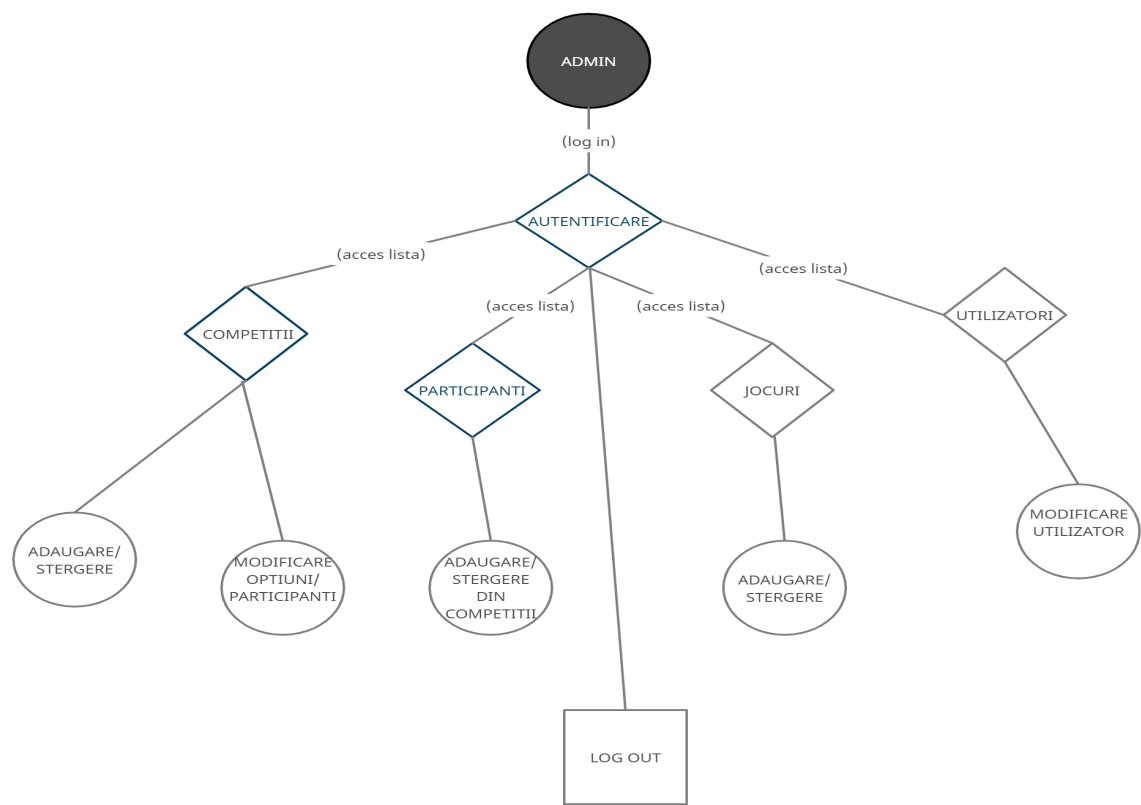 ADMIN
(log in)
AUTENTIFICARE
(acces lista)
(acces lista)
(acces lista)
(acces lista)
COMPETITII
PARTICIPANTI
JOCURI
UTILIZATORI
ADAUGARE/
STERGERE
MODIFICARE
OPTIUNI/
PARTICIPANTI
ADAUGARE/
STERGERE
DIN
COMPETITII
ADAUGARE/
STERGERE
MODIFICARE
UTILIZATOR
LOG OUT